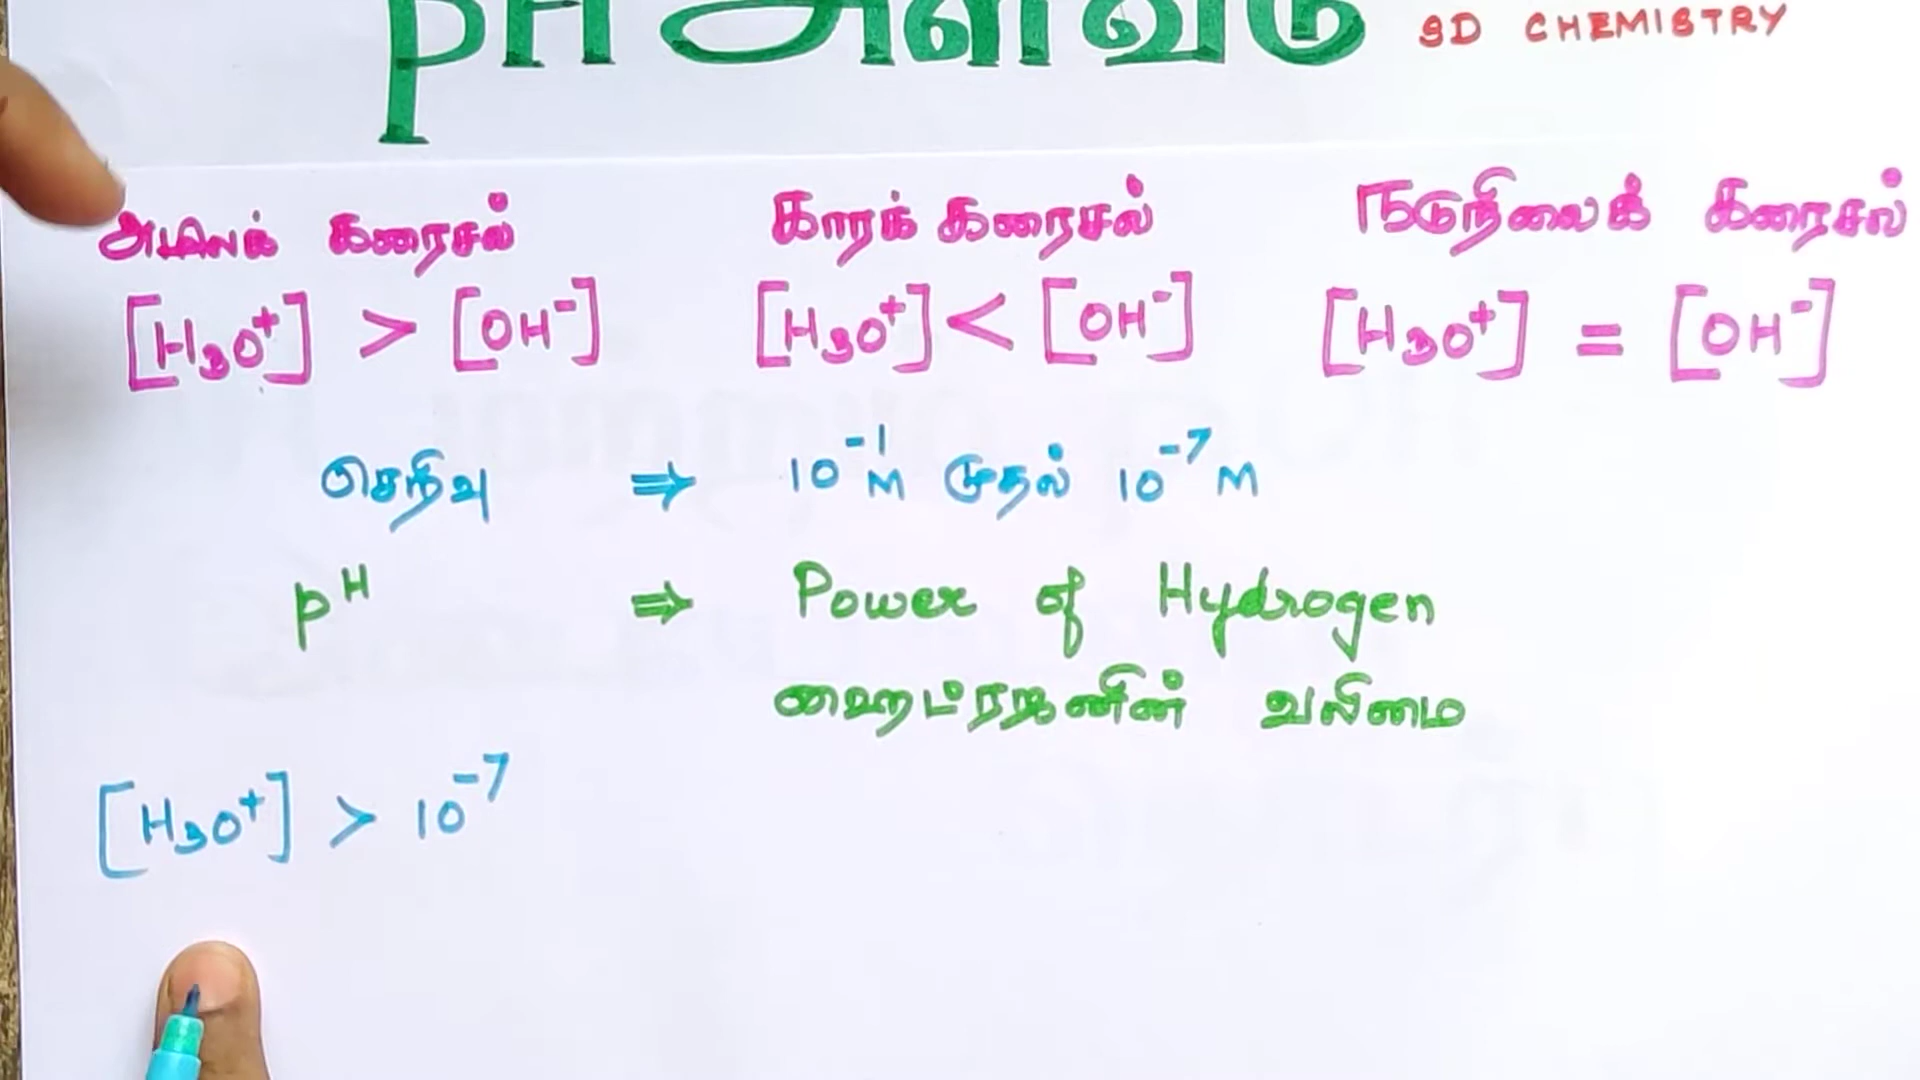 pH அளவீடு SD CHEMISTRY
அமிலக் கரைசல் காரக் கரைசல் நடுநிலைக் கரைசல்
[H₃O⁺] > [OH⁻] [H₃O⁺] < [OH⁻] [H₃O⁺] = [OH⁻]
செறிவு ⇒ 10⁻¹ M முதல் 10⁻⁷ M
pᴴ ⇒ Power of Hydrogen
ஹைட்ரஜனின் வலிமை
[H₃O⁺] > 10⁻⁷